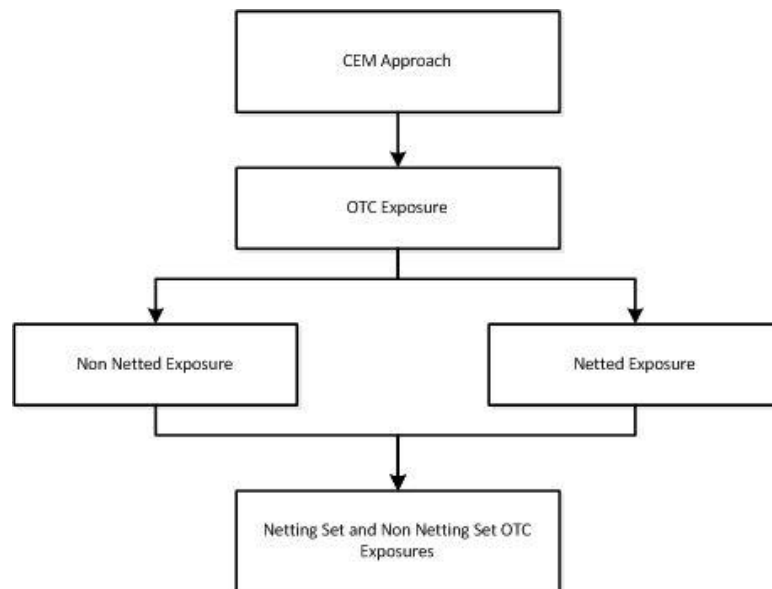 CEM Approach
OTC Exposure
Non Netted Exposure
Netted Exposure
Netting Set and Non Netting Set OTC
Exposures